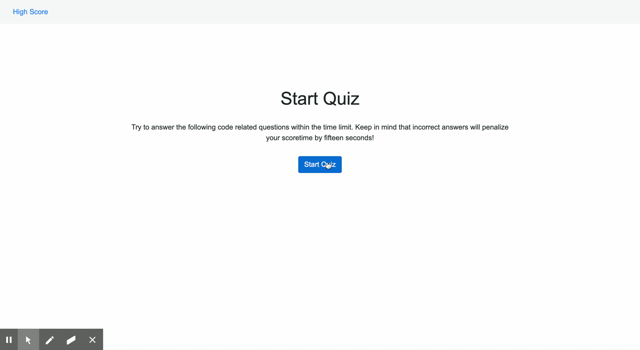 High Score
Start Quiz
Try to answer the following code related questions within the time limit. Keep in mind that incorrect answers will penalize
your scoretime by fifteen seconds!
Start Quiz